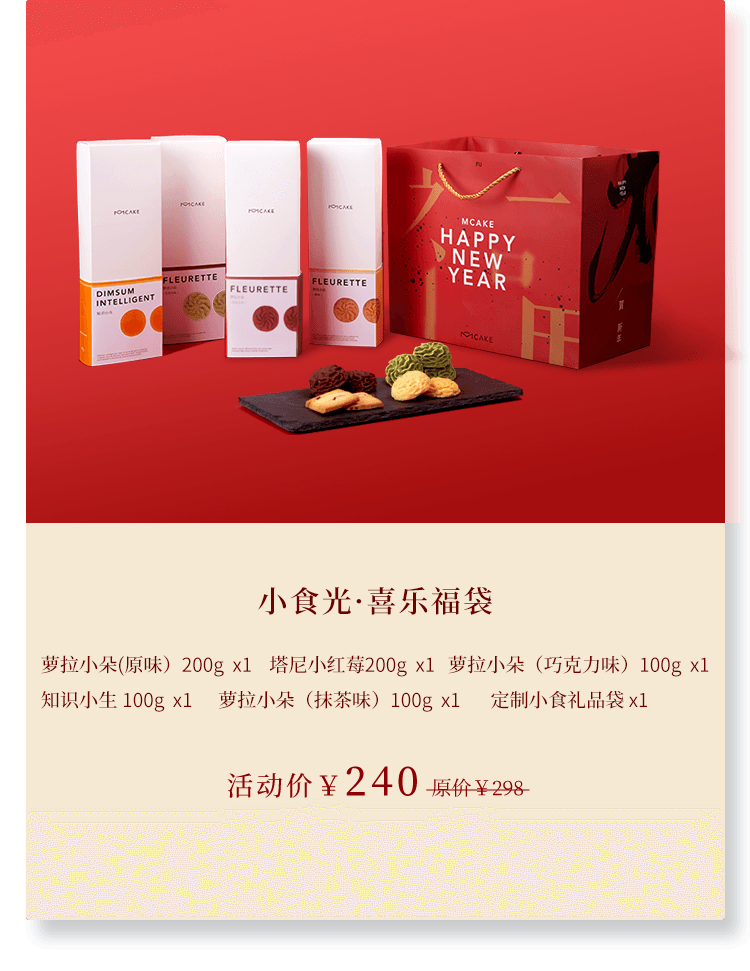 MCAKE
MCAKE
MCAKE
MCAKE
DIMSUM
INTELLIGENT
FLEURETTE
FLEURETTE
FLEURETTE
FU
MCAKE
HAPPY
NEW
YEAR
MCAKE
小食光·喜乐福袋
萝拉小朵(原味）200g x1 塔尼小红莓200g x1 萝拉小朵（巧克力味）100g x1
知识小生 100g x1 萝拉小朵（抹茶味）100g x1 定制小食礼品袋 x1
活动价￥240 原价￥298